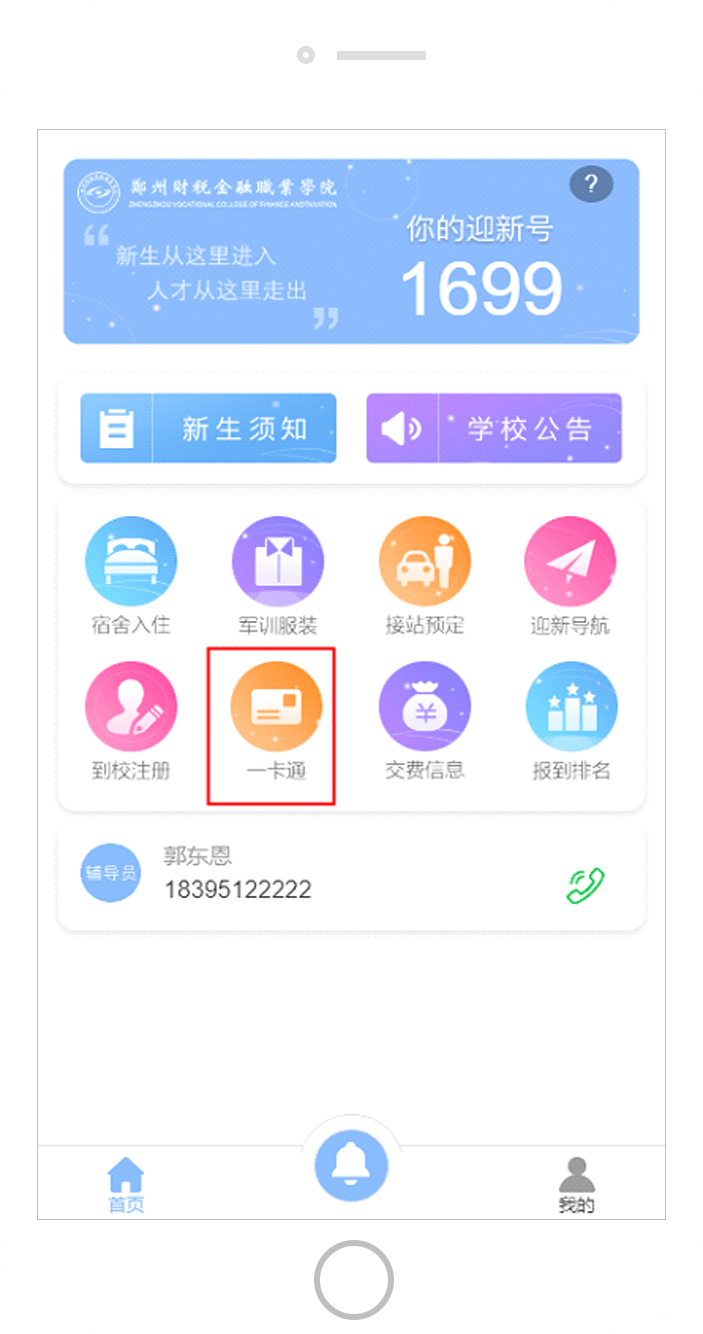 鄭州财税金融職業學院
ZHENGZHOU VOCATIONAL COLLEGE OF FINANCE AND TAXATION
?
你的迎新号
1699
“
新生从这里进入
人才从这里走出
”
新生须知
学校公告
宿舍入住 军训服装 接站预定 迎新导航
到校注册 一卡通 交费信息 报到排名
辅导员
郭东恩
18395122222
首页
我的